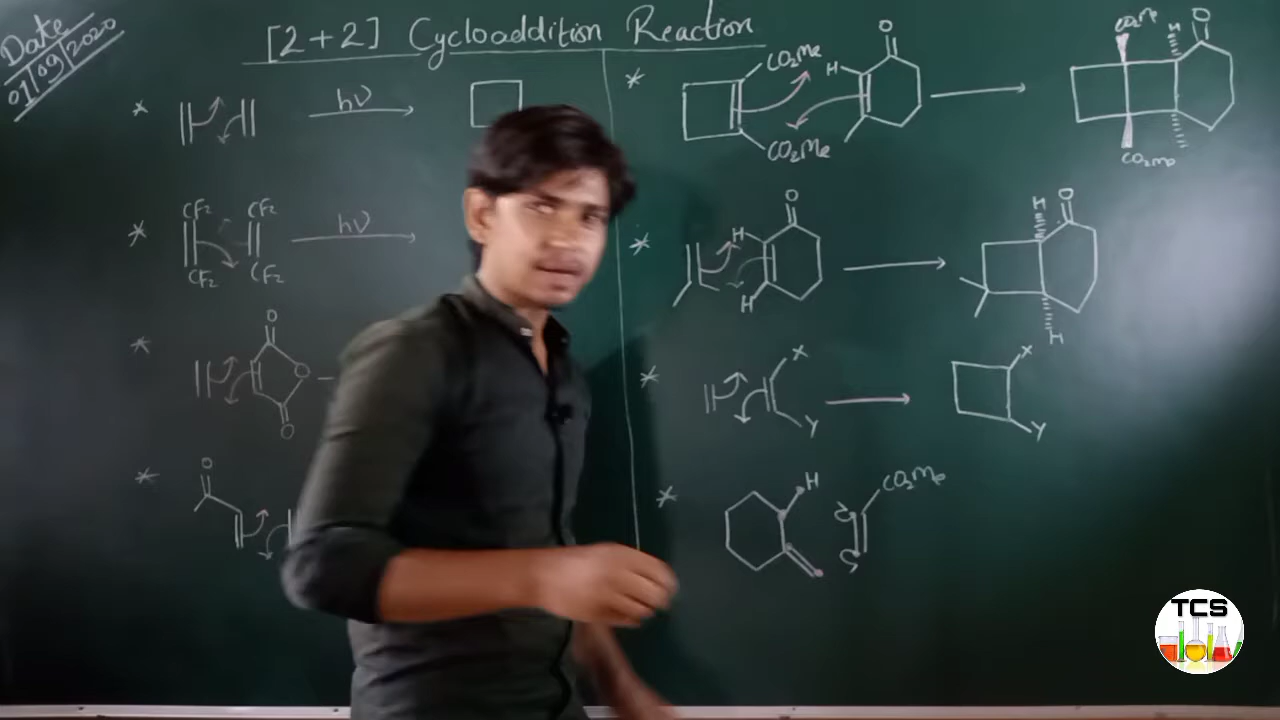 Date
01/09/2020
[2+2] Cycloaddition Reaction
* hν
* CF2 CF2 hν
CF2 CF2
* O
O
O
* O
* CO2Me H O
CO2Me
CO2Me H O
CO2Me
* H O
H
H O
H
* X
Y
X
Y
* H CO2Me
TCS